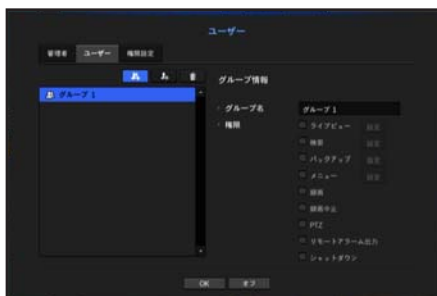 ユーザー
管理者 ユーザー 権限設定
グループ 1
グループ情報
・グループ名 グループ 1
・権限 ライブビュー 設定
検索 設定
バックアップ 設定
メニュー 設定
録画
録画中止
PTZ
リモートアラーム出力
シャットダウン
OK オフ